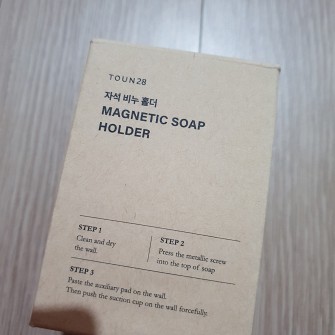 TOUN28
자석 비누 홀더
MAGNETIC SOAP
HOLDER
STEP 1
Clean and dry
the wall.
STEP 2
Press the metallic screw
into the top of soap
STEP 3
Paste the auxiliary pad on the wall.
Then push the suction cup on the wall forcefully.